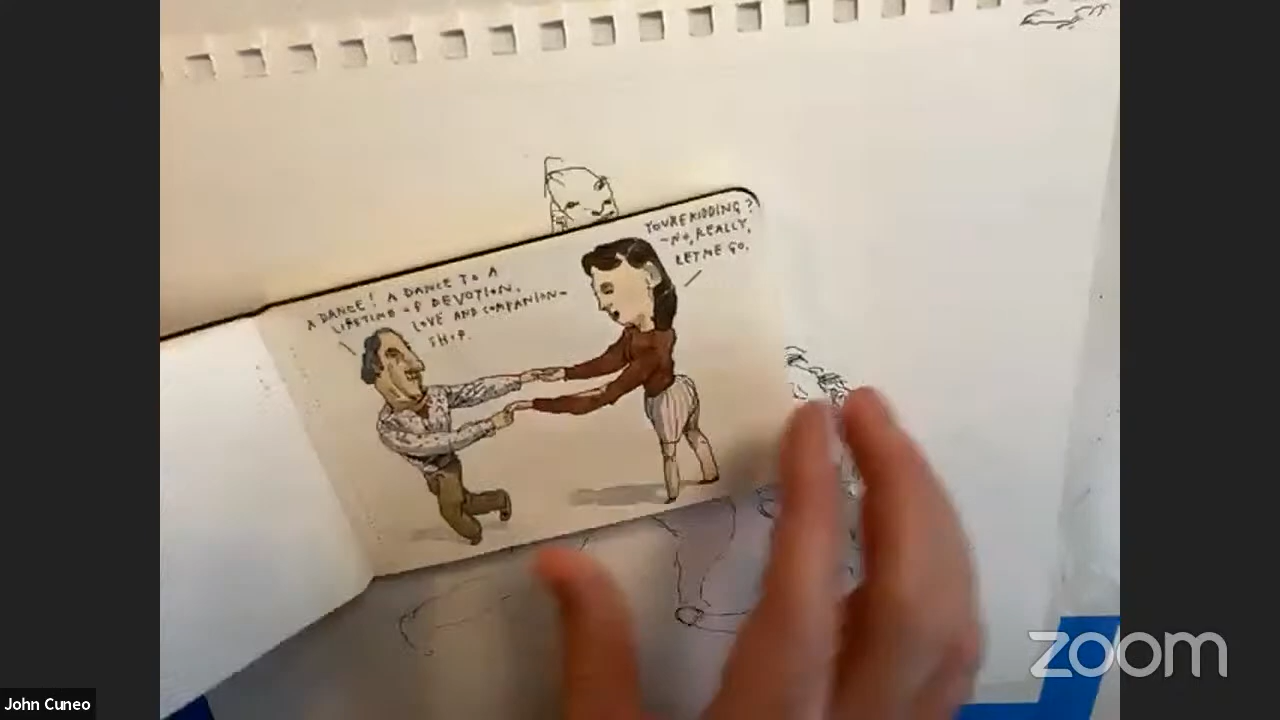 A DANCE! A DANCE TO A
LIFETIME OF DEVOTION,
LOVE AND COMPANION-
SHIP.
YOU'RE KIDDING?
-NO, REALLY,
LET ME GO.
John Cuneo
zoom